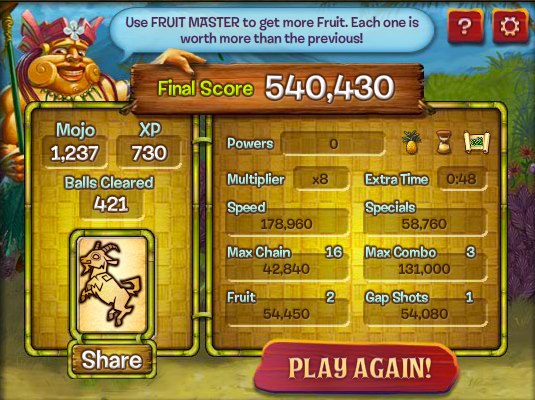 Use FRUIT MASTER to get more Fruit. Each one is
worth more than the previous!
?
Final Score 540,430
Mojo XP
1,237 730
Balls Cleared
421
Share
Powers 0 x2
Multiplier x8 Extra Time 0:48
Speed Specials
178,960 58,760
Max Chain 16 Max Combo 3
42,840 131,000
Fruit 2 Gap Shots 1
54,450 54,080
PLAY AGAIN!